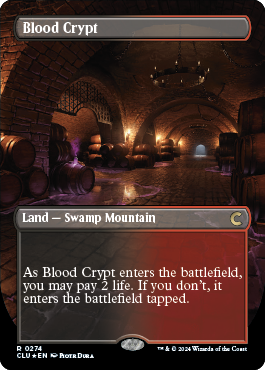 Blood Crypt
Land — Swamp Mountain
As Blood Crypt enters the battlefield,
you may pay 2 life. If you don't, it
enters the battlefield tapped.
R 0274
CLU★EN Piotr Dura
™ & © 2024 Wizards of the Coast